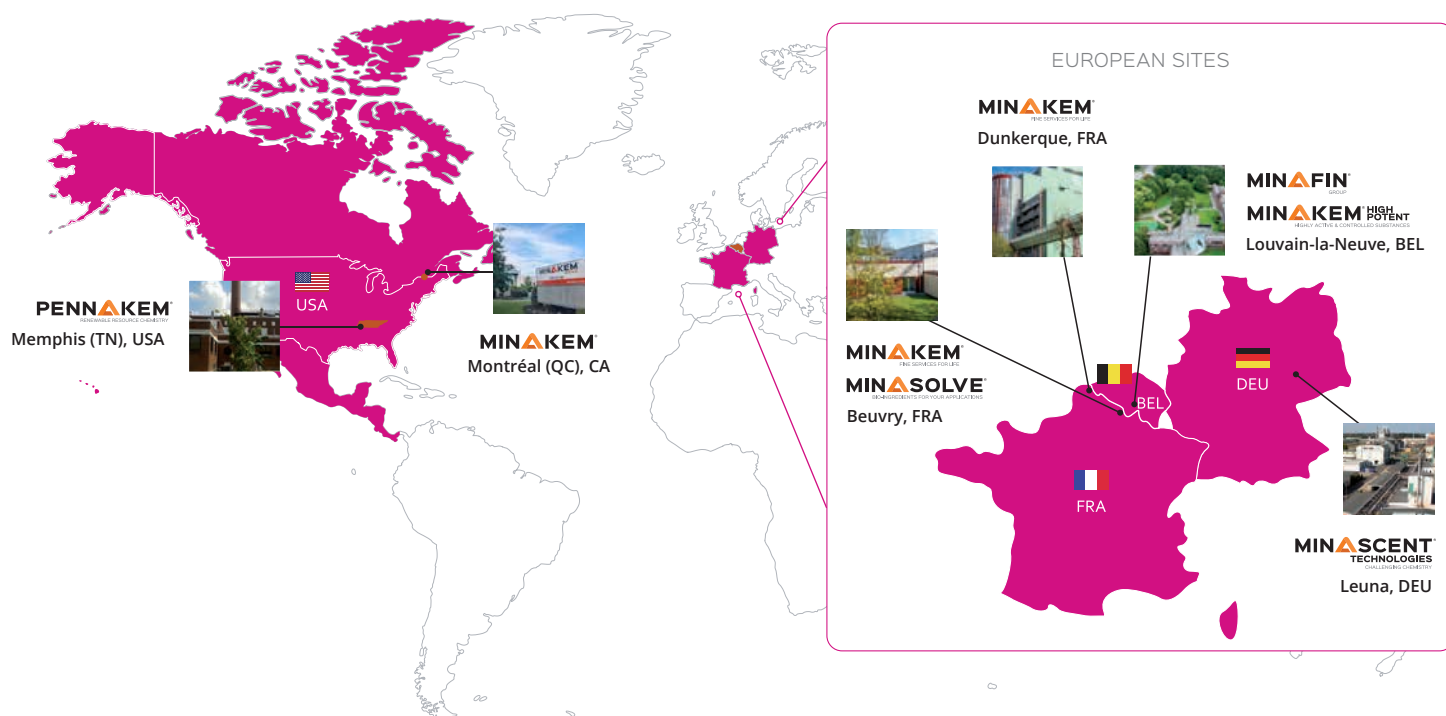 EUROPEAN SITES
MINAKEM®
FINE SERVICES FOR LIFE
Dunkerque, FRA
MINAFIN®
GROUP
MINAKEM® HIGH POTENT
HIGHLY ACTIVE & CONTROLLED SUBSTANCES
Louvain-la-Neuve, BEL
USA
PENNAKEM®
RENEWABLE RESOURCE CHEMISTRY
Memphis (TN), USA
MINAKEM
MINAKEM®
Montréal (QC), CA
MINAKEM®
FINE SERVICES FOR LIFE
MINASOLVE®
BIO-INGREDIENTS FOR YOUR APPLICATIONS
Beuvry, FRA
BEL
DEU
FRA
MINASCENT®
TECHNOLOGIES
CHALLENGING CHEMISTRY
Leuna, DEU